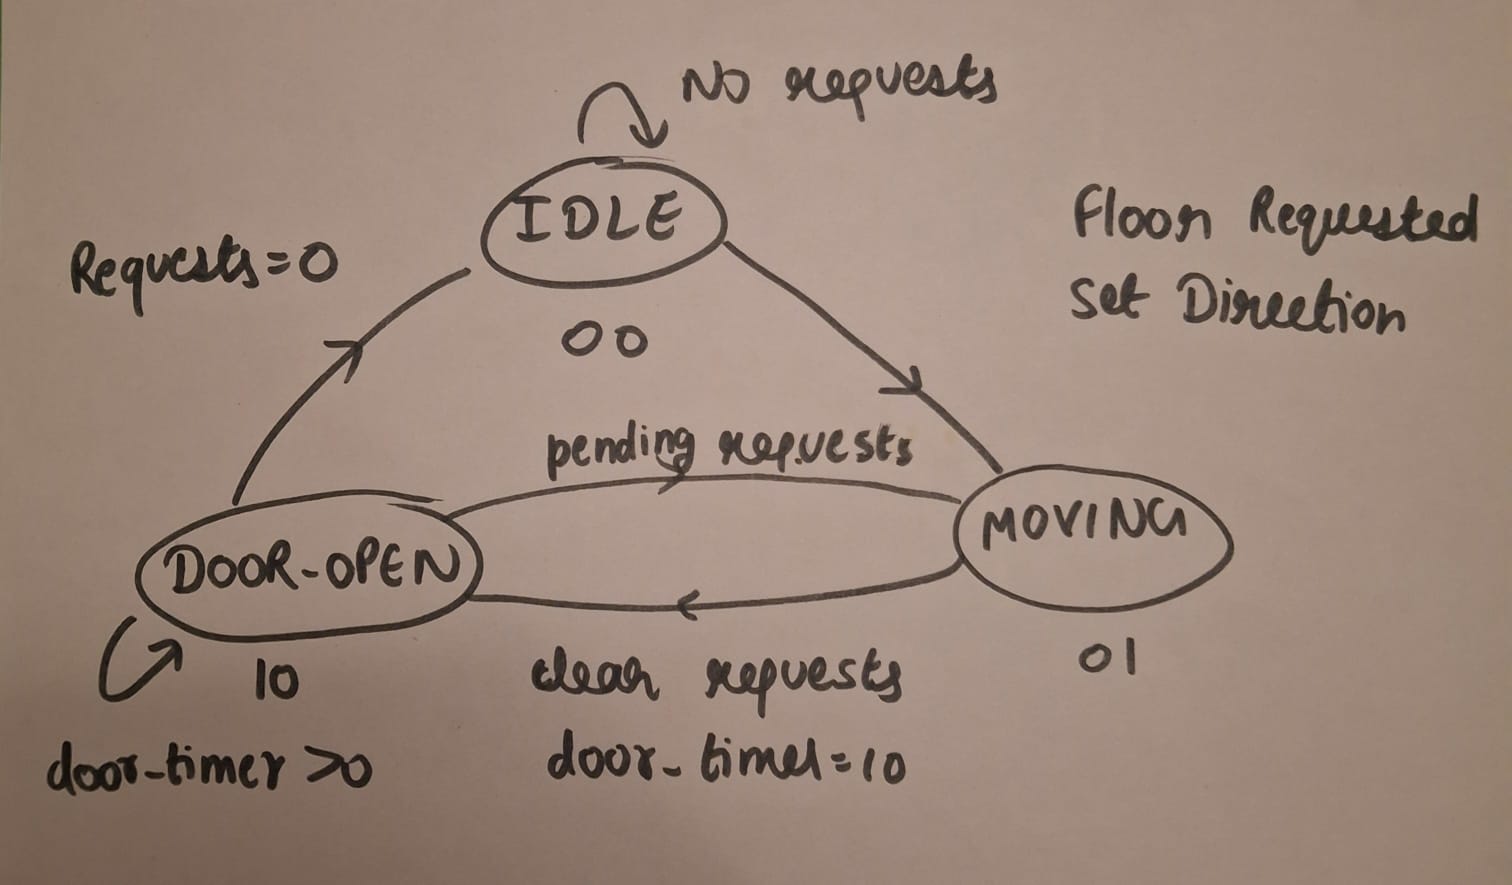 No requests
IDLE
00
Requests=0
Floor Requested
Set Direction
pending requests
DOOR-OPEN
10
MOVING
01
door-timer >0
clear requests
door-timer=10